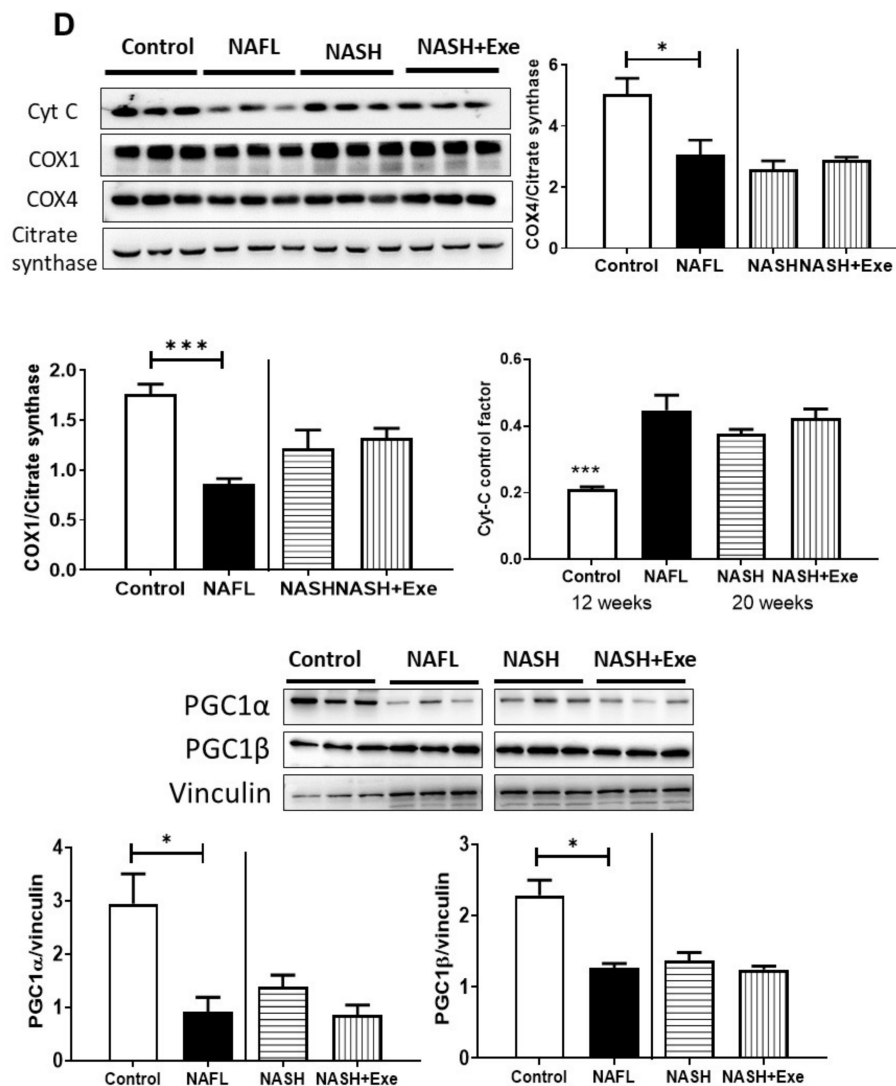 D
Control NAFL NASH NASH+Exe
Cyt C
COX1
COX4
Citrate
synthase
COX4/Citrate synthase
6
4
2
0
*
Control NAFL NASH NASH+Exe
COX1/Citrate synthase
2.0
1.5
1.0
0.5
0.0
***
Control NAFL NASH NASH+Exe
Cyt-C control factor
0.6
0.4
0.2
0.0
***
Control NAFL NASH NASH+Exe
12 weeks 20 weeks
Control NAFL NASH NASH+Exe
PGC1α
PGC1β
Vinculin
PGC1α/vinculin
4
3
2
1
0
*
Control NAFL NASH NASH+Exe
PGC1β/vinculin
3
2
1
0
*
Control NAFL NASH NASH+Exe